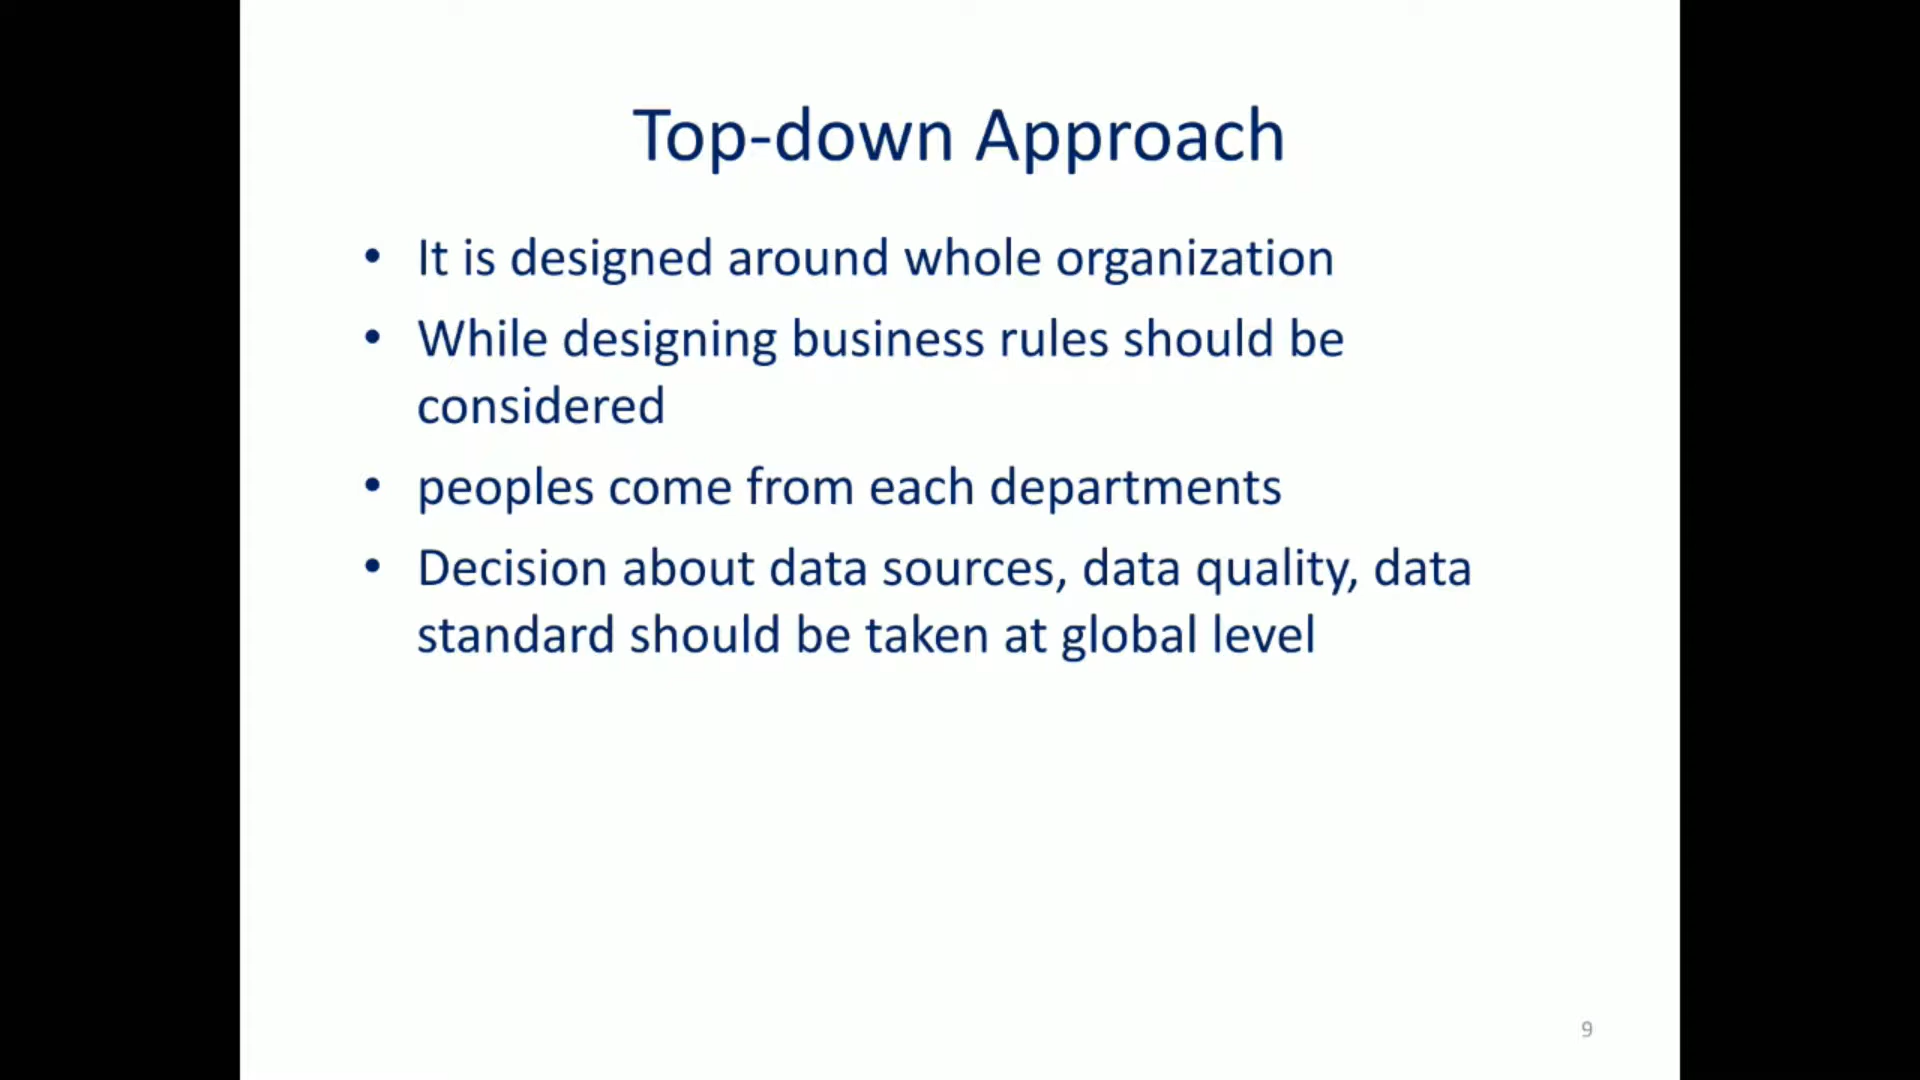 Top-down Approach
• It is designed around whole organization
• While designing business rules should be
considered
• peoples come from each departments
• Decision about data sources, data quality, data
standard should be taken at global level
9